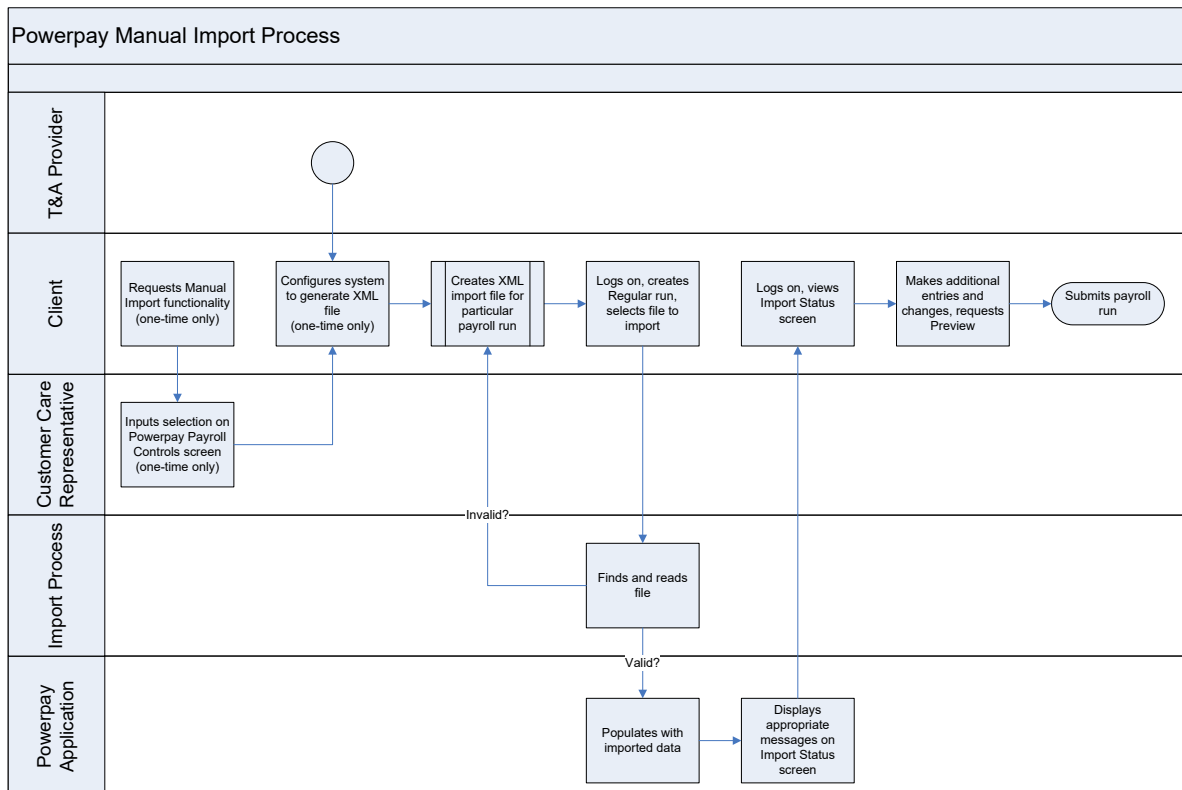 Powerpay Manual Import Process
T&A Provider
Client
Requests Manual
Import functionality
(one-time only)
Configures system
to generate XML
file
(one-time only)
Creates XML
import file for
particular
payroll run
Logs on, creates
Regular run,
selects file to
import
Logs on, views
Import Status
screen
Makes additional
entries and
changes, requests
Preview
Submits payroll
run
Customer Care
Representative
Inputs selection on
Powerpay Payroll
Controls screen
(one-time only)
Invalid?
Import Process
Finds and reads
file
Valid?
Powerpay
Application
Populates with
imported data
Displays
appropriate
messages on
Import Status
screen